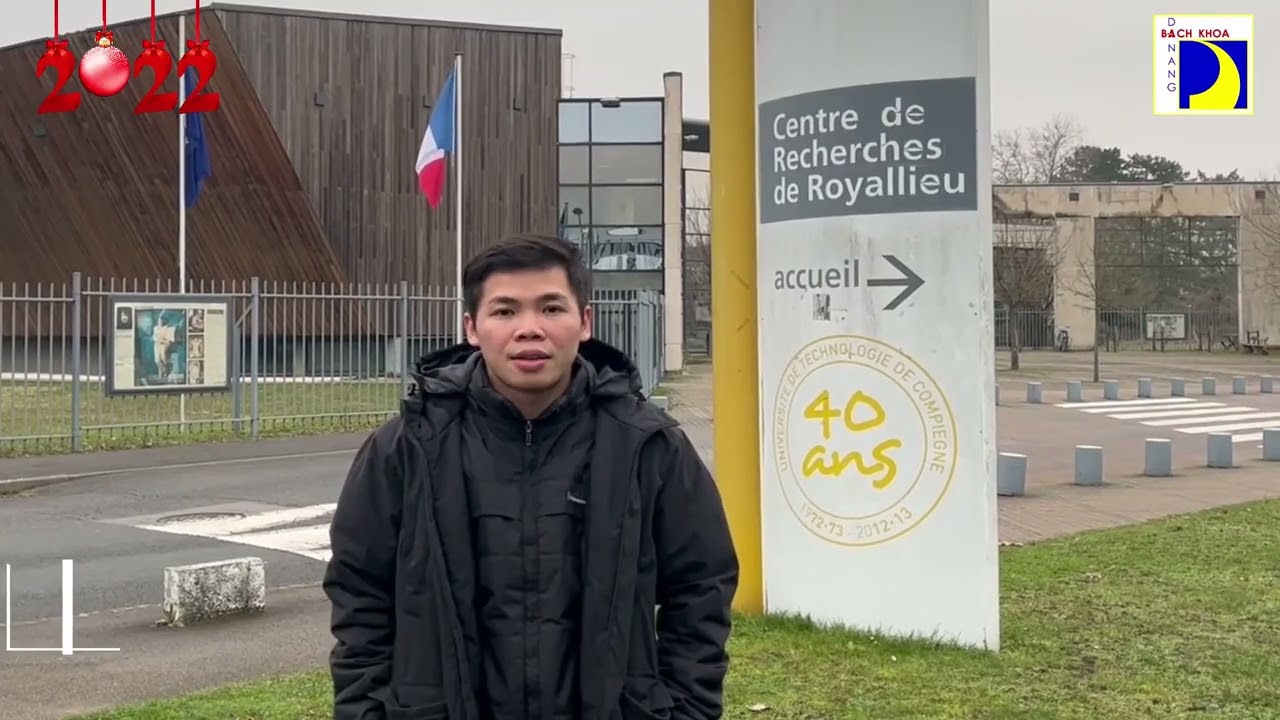 2022
DANANG
BÁCH KHOA
Centre de
Recherches
de Royallieu
accueil
UNIVERSITÉ DE TECHNOLOGIE DE COMPIEGNE
40
ans
1972·73 - 2012·13